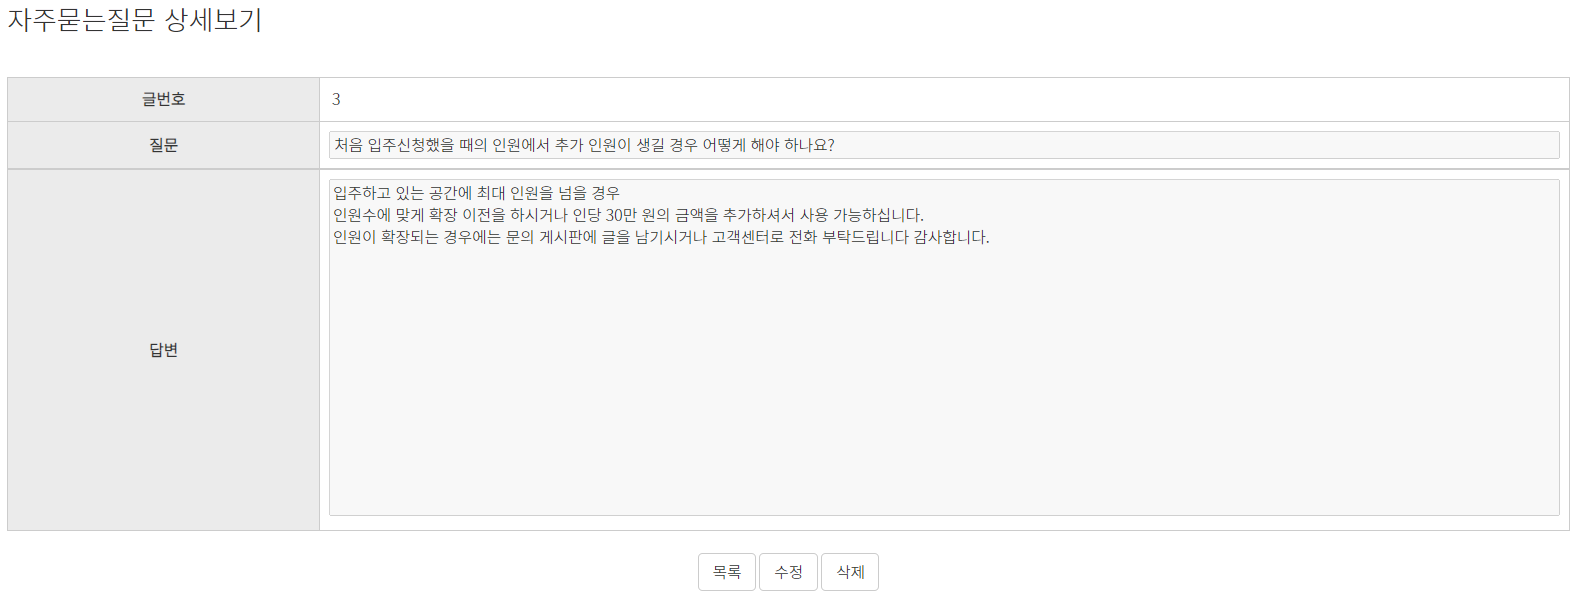 자주묻는질문 상세보기
글번호 3
질문 처음 입주신청했을 때의 인원에서 추가 인원이 생길 경우 어떻게 해야 하나요?
답변
입주하고 있는 공간에 최대 인원을 넘을 경우
인원수에 맞게 확장 이전을 하시거나 인당 30만 원의 금액을 추가하셔서 사용 가능하십니다.
인원이 확장되는 경우에는 문의 게시판에 글을 남기시거나 고객센터로 전화 부탁드립니다 감사합니다.
목록 수정 삭제